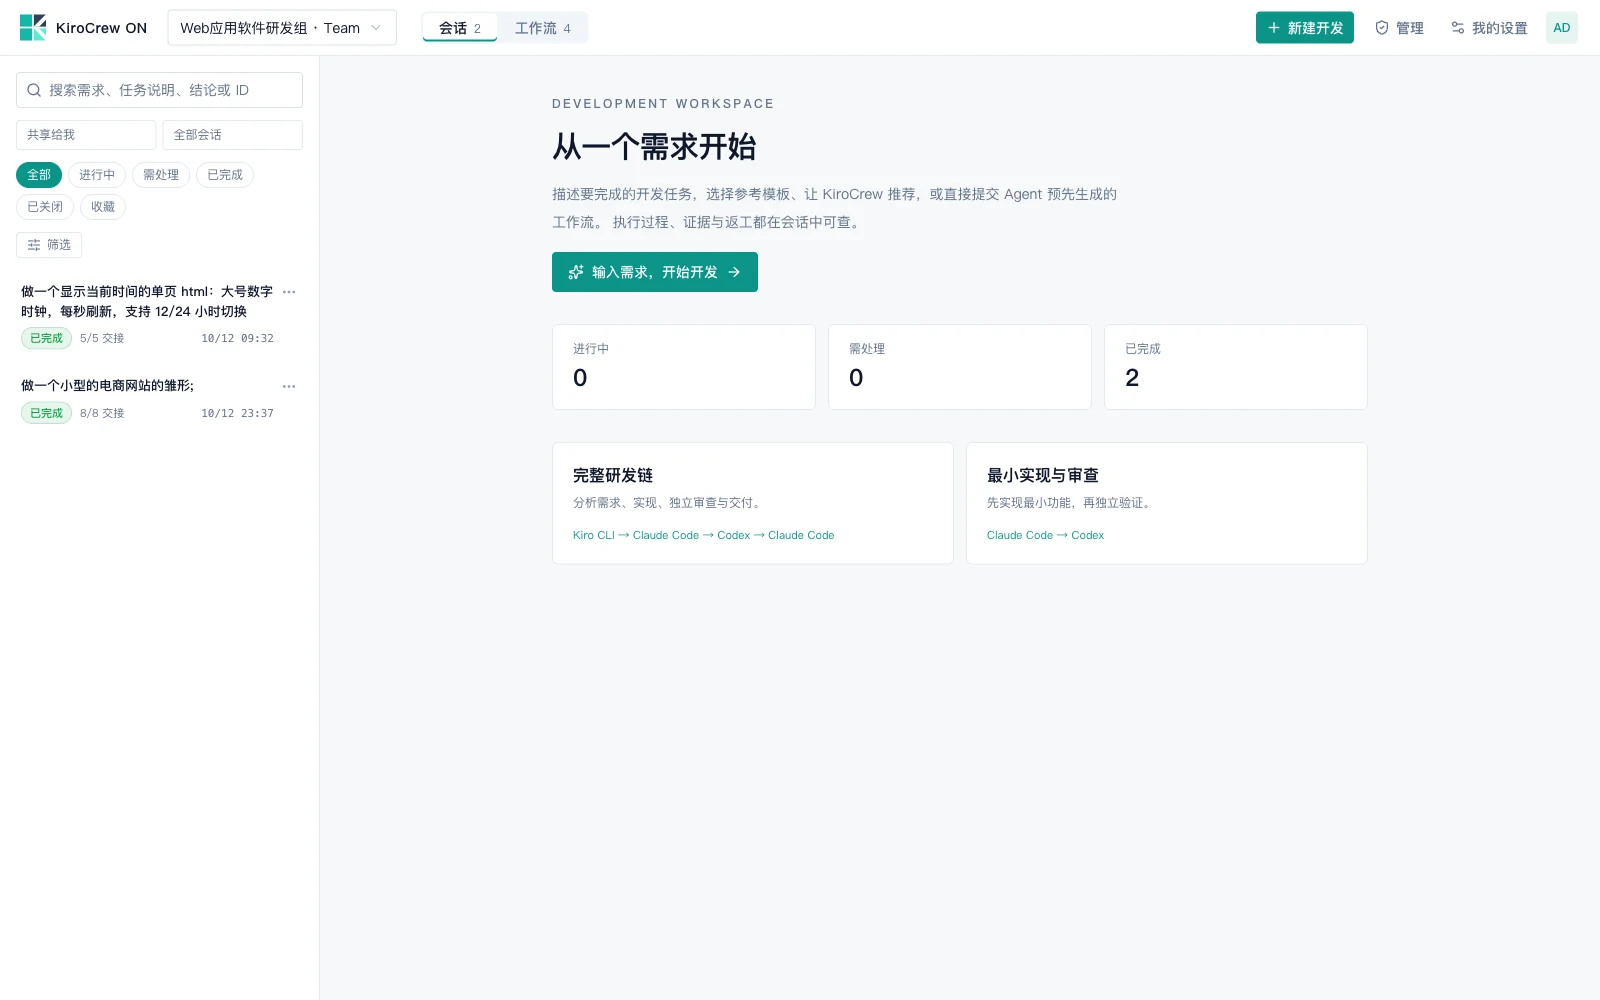 KiroCrew ON
Web应用软件研发组 · Team
会话 2
工作流 4
新建开发
管理
我的设置
AD
搜索需求、任务说明、结论或 ID
共享给我
全部会话
全部
进行中
需处理
已完成
已关闭
收藏
筛选
做一个显示当前时间的单页 html：大号数字
时钟，每秒刷新，支持 12/24 小时切换
已完成 5/5 交接 10/12 09:32
做一个小型的电商网站的雏形;
已完成 8/8 交接 10/12 23:37
DEVELOPMENT WORKSPACE
从一个需求开始
描述要完成的开发任务，选择参考模板、让 KiroCrew 推荐，或直接提交 Agent 预先生成的
工作流。 执行过程、证据与返工都在会话中可查。
输入需求，开始开发 →
进行中
0
需处理
0
已完成
2
完整研发链
分析需求、实现、独立审查与交付。
Kiro CLI → Claude Code → Codex → Claude Code
最小实现与审查
先实现最小功能，再独立验证。
Claude Code → Codex